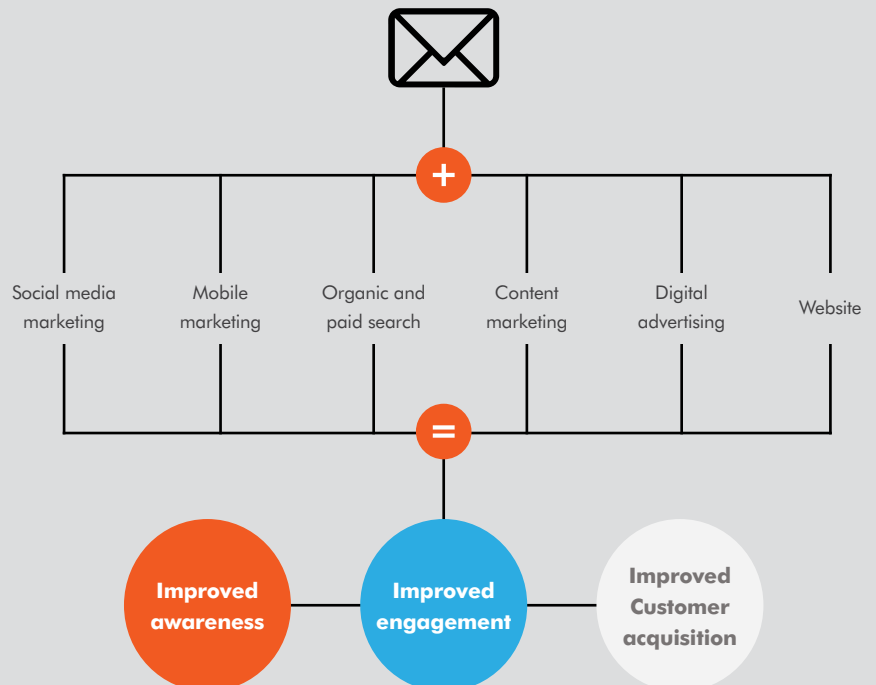 +
Social media
marketing
Mobile
marketing
Organic and
paid search
Content
marketing
Digital
advertising
Website
=
Improved
awareness
Improved
engagement
Improved
Customer
acquisition